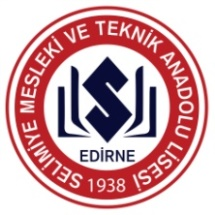 SELİMİYE MESLEKİ VE TEKNİK ANADOLU LİSESİ
EDİRNE
1938